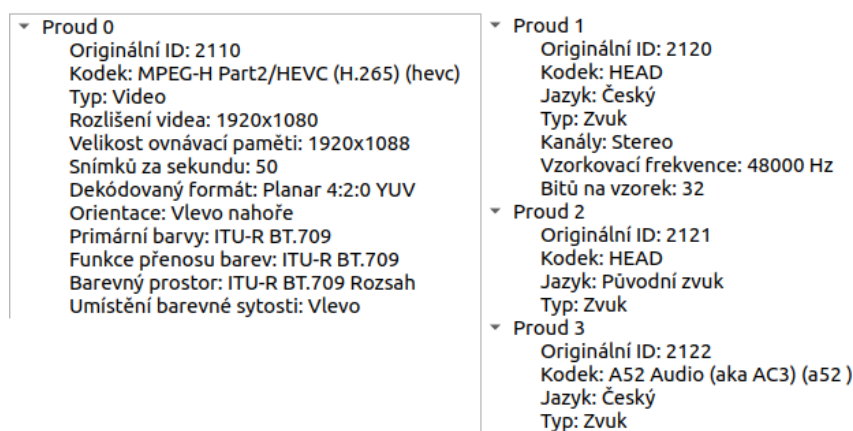 Proud 0
Originální ID: 2110
Kodek: MPEG-H Part2/HEVC (H.265) (hevc)
Typ: Video
Rozlišení videa: 1920x1080
Velikost ovnávací paměti: 1920x1088
Snímků za sekundu: 50
Dekódovaný formát: Planar 4:2:0 YUV
Orientace: Vlevo nahoře
Primární barvy: ITU-R BT.709
Funkce přenosu barev: ITU-R BT.709
Barevný prostor: ITU-R BT.709 Rozsah
Umístění barevné sytosti: Vlevo
Proud 1
Originální ID: 2120
Kodek: HEAD
Jazyk: Český
Typ: Zvuk
Kanály: Stereo
Vzorkovací frekvence: 48000 Hz
Bitů na vzorek: 32
Proud 2
Originální ID: 2121
Kodek: HEAD
Jazyk: Původní zvuk
Typ: Zvuk
Proud 3
Originální ID: 2122
Kodek: A52 Audio (aka AC3) (a52 )
Jazyk: Český
Typ: Zvuk